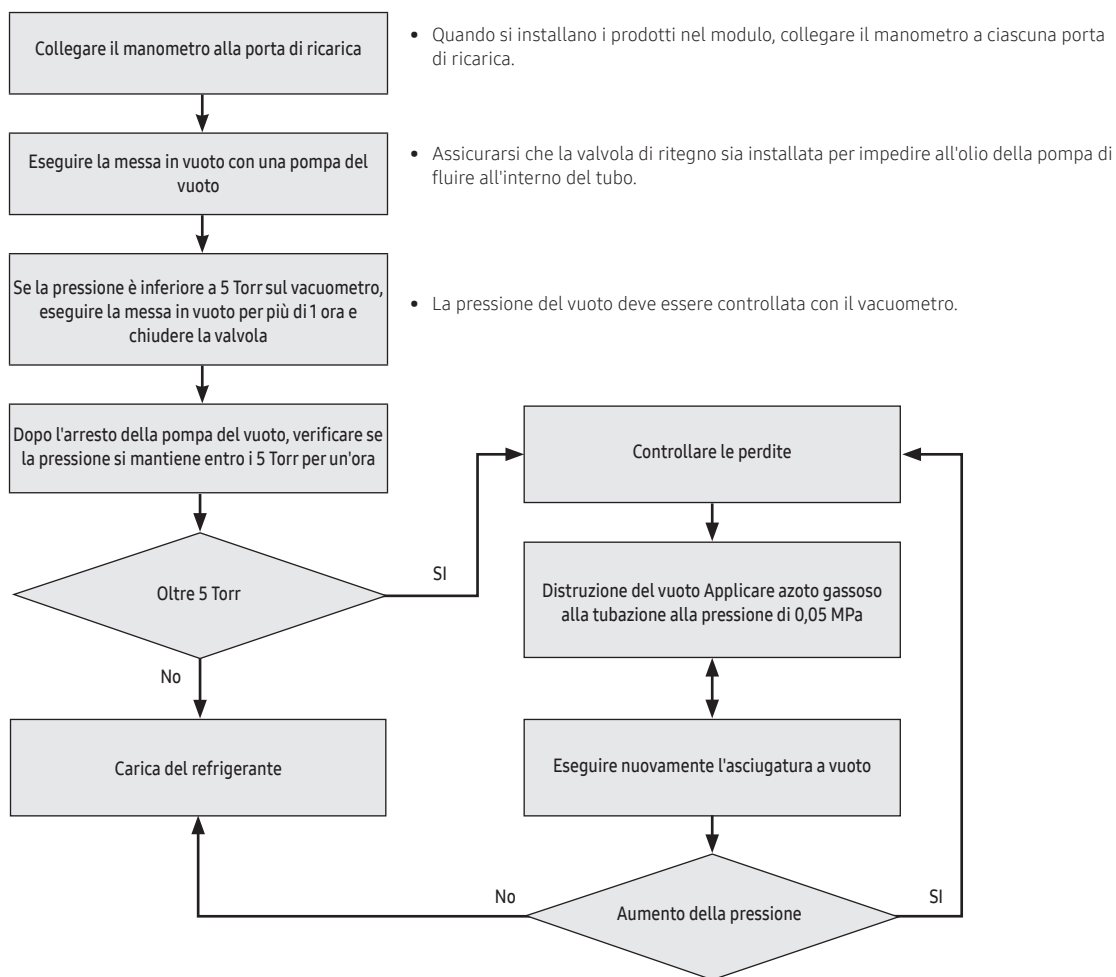 Collegare il manometro alla porta di ricarica
• Quando si installano i prodotti nel modulo, collegare il manometro a ciascuna porta
di ricarica.
Eseguire la messa in vuoto con una pompa del
vuoto
• Assicurarsi che la valvola di ritegno sia installata per impedire all'olio della pompa di
fluire all'interno del tubo.
Se la pressione è inferiore a 5 Torr sul vacuometro,
eseguire la messa in vuoto per più di 1 ora e
chiudere la valvola
• La pressione del vuoto deve essere controllata con il vacuometro.
Dopo l'arresto della pompa del vuoto, verificare se
la pressione si mantiene entro i 5 Torr per un'ora
Controllare le perdite
Oltre 5 Torr
SI
No
Distruzione del vuoto Applicare azoto gassoso
alla tubazione alla pressione di 0,05 MPa
Carica del refrigerante
Eseguire nuovamente l'asciugatura a vuoto
No
Aumento della pressione
SI